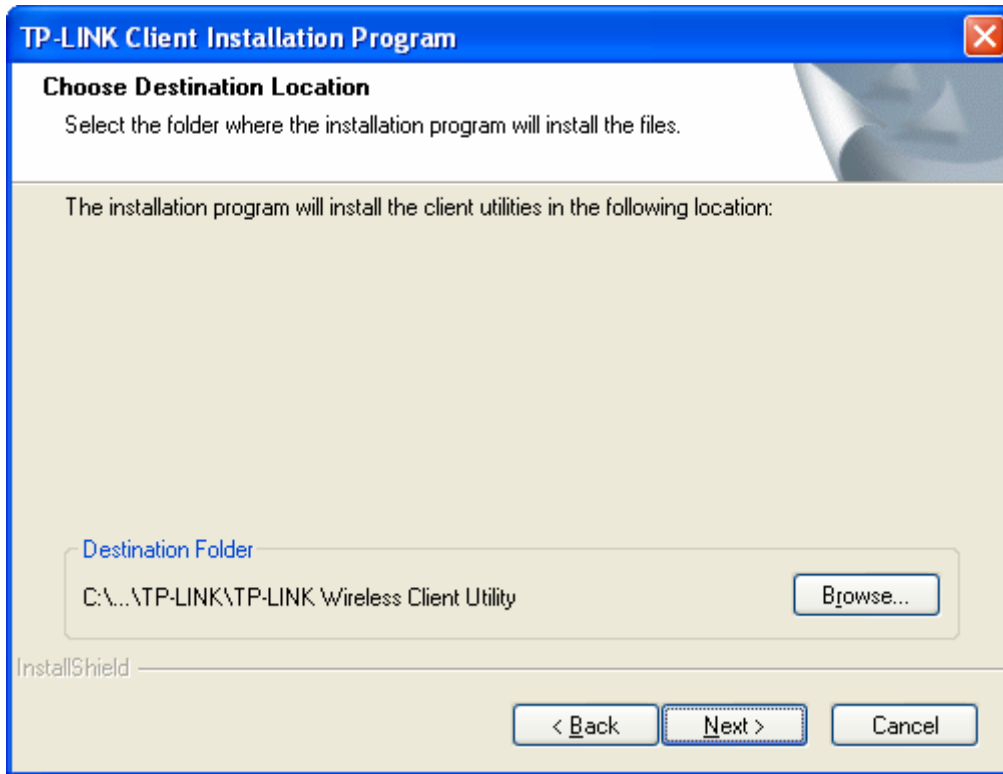 TP-LINK Client Installation Program
Choose Destination Location
Select the folder where the installation program will install the files.
The installation program will install the client utilities in the following location:
Destination Folder
C:\...\TP-LINK\TP-LINK Wireless Client Utility
Browse...
InstallShield
< Back
Next >
Cancel